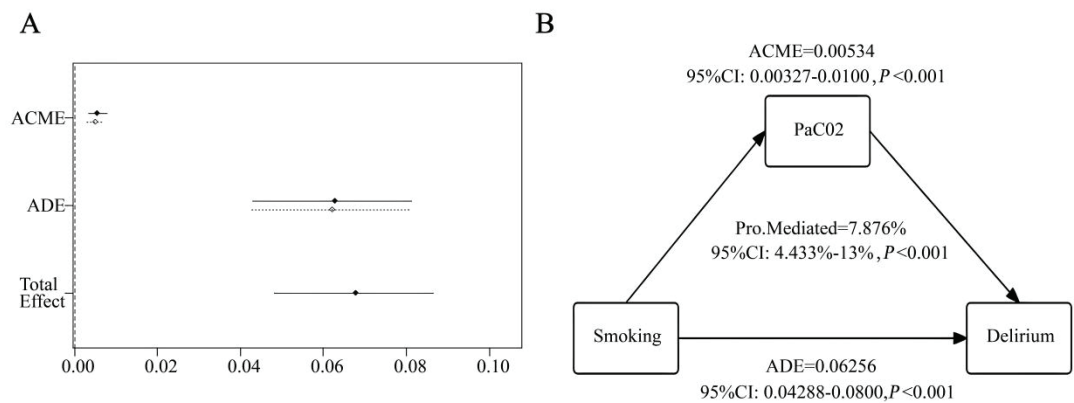 A
ACME
ADE
Total
Effect
0.00 0.02 0.04 0.06 0.08 0.10
B
ACME=0.00534
95%CI: 0.00327-0.0100,P<0.001
PaC02
Pro.Mediated=7.876%
95%CI: 4.433%-13%,P<0.001
Smoking
Delirium
ADE=0.06256
95%CI: 0.04288-0.0800,P<0.001